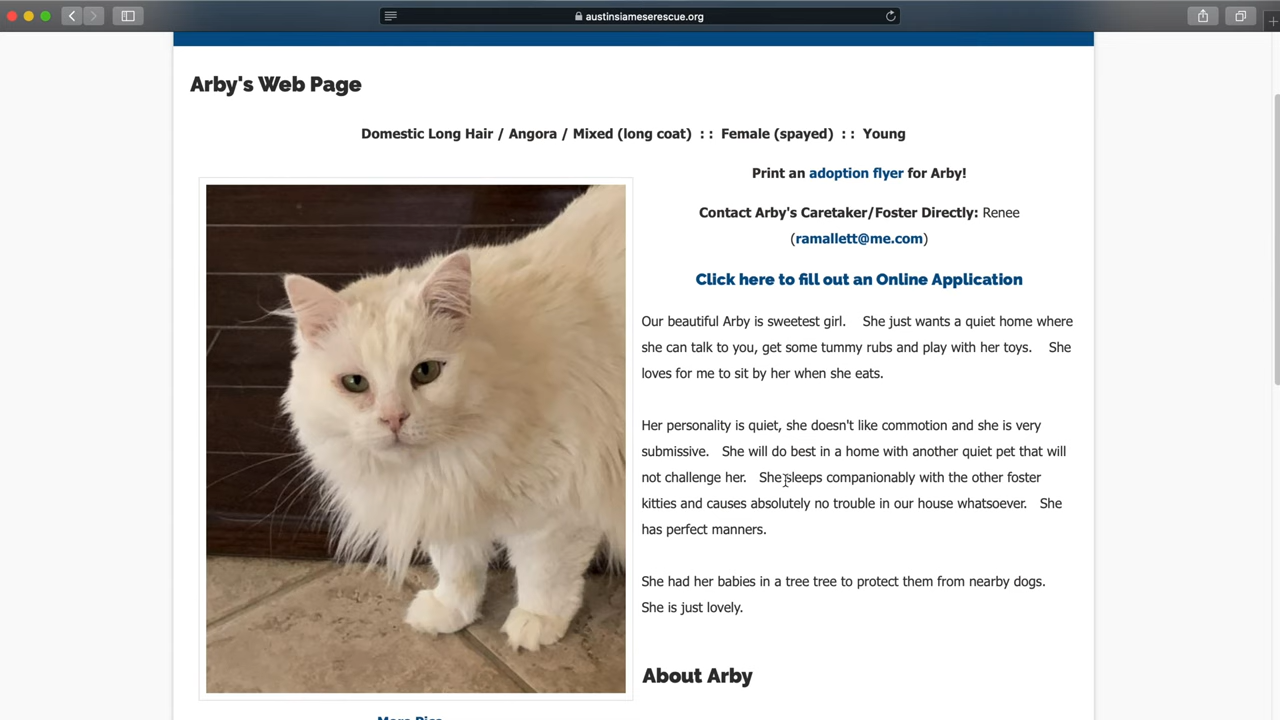 austinsiameserescue.org
Arby's Web Page
Domestic Long Hair / Angora / Mixed (long coat) : : Female (spayed) : : Young
Print an adoption flyer for Arby!
Contact Arby's Caretaker/Foster Directly: Renee
(ramallett@me.com)
Click here to fill out an Online Application
Our beautiful Arby is sweetest girl. She just wants a quiet home where
she can talk to you, get some tummy rubs and play with her toys. She
loves for me to sit by her when she eats.
Her personality is quiet, she doesn't like commotion and she is very
submissive. She will do best in a home with another quiet pet that will
not challenge her. She sleeps companionably with the other foster
kitties and causes absolutely no trouble in our house whatsoever. She
has perfect manners.
She had her babies in a tree tree to protect them from nearby dogs.
She is just lovely.
About Arby
More Pics